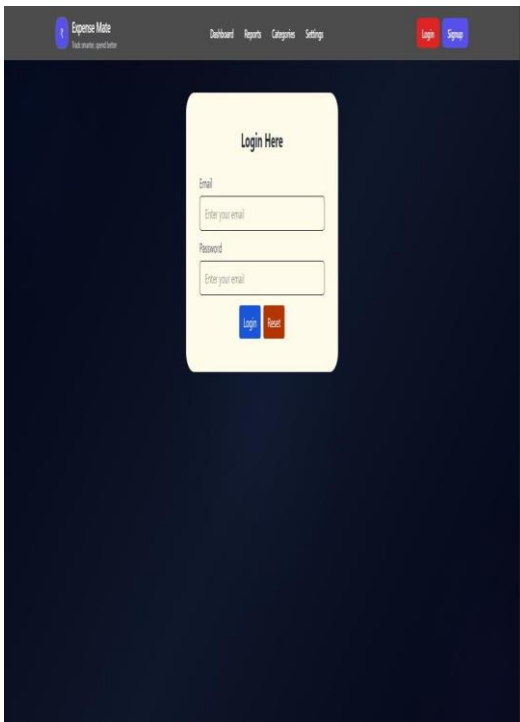 ₹
Expense Mate
Track smarter, spend better
Dashboard Reports Categories Settings
Login Signup
Login Here
Email
Enter your email
Password
Enter your email
Login Reset